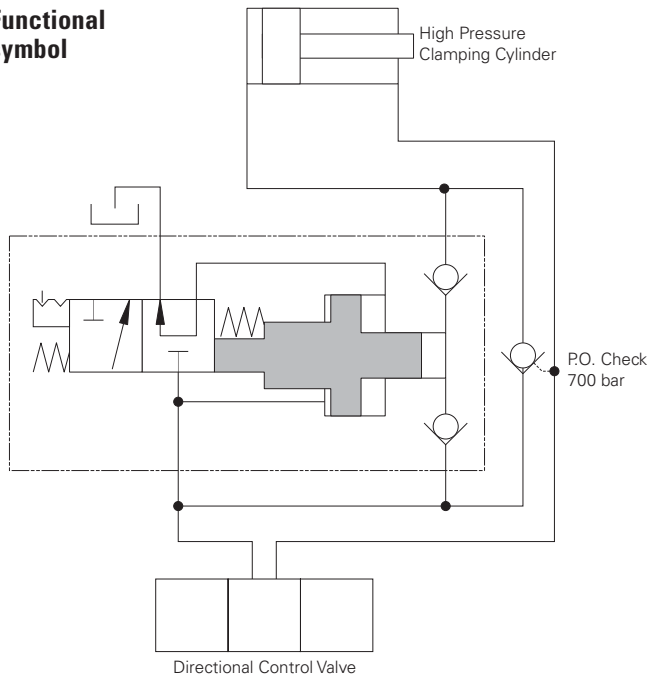 Functional
symbol
High Pressure
Clamping Cylinder
P.O. Check
700 bar
Directional Control Valve